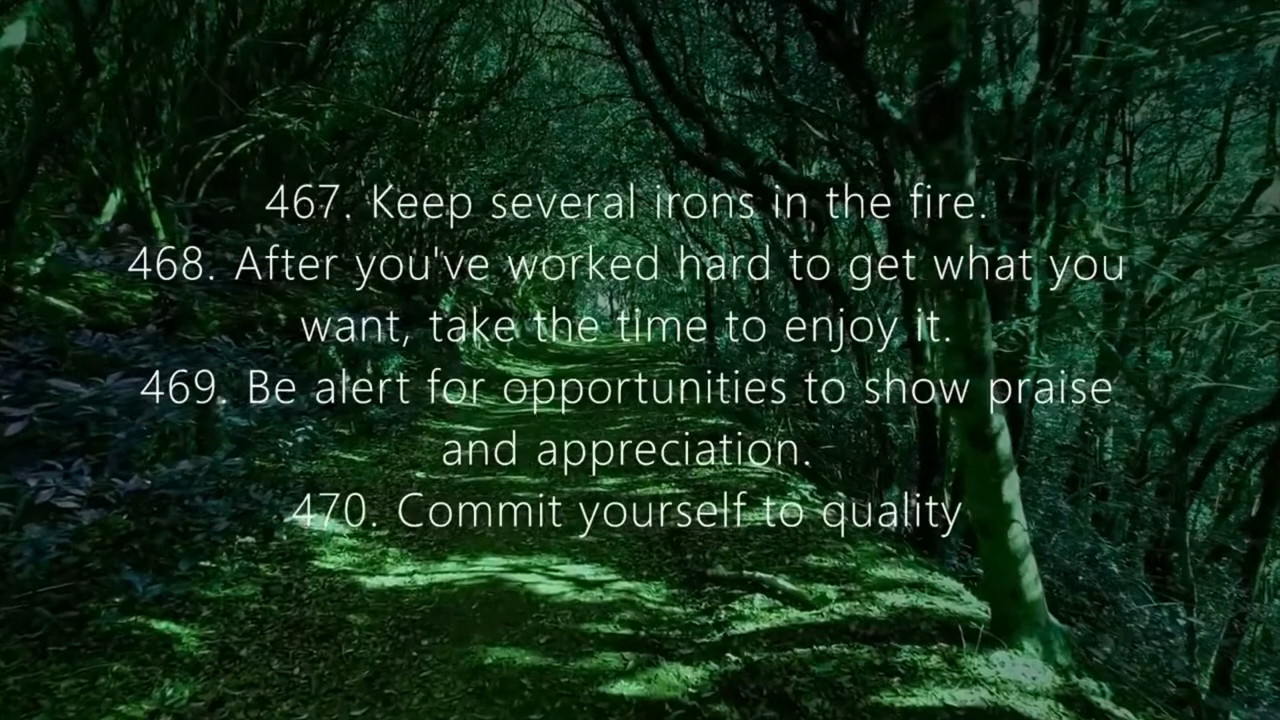 467. Keep several irons in the fire.
468. After you've worked hard to get what you
want, take the time to enjoy it.
469. Be alert for opportunities to show praise
and appreciation.
470. Commit yourself to quality